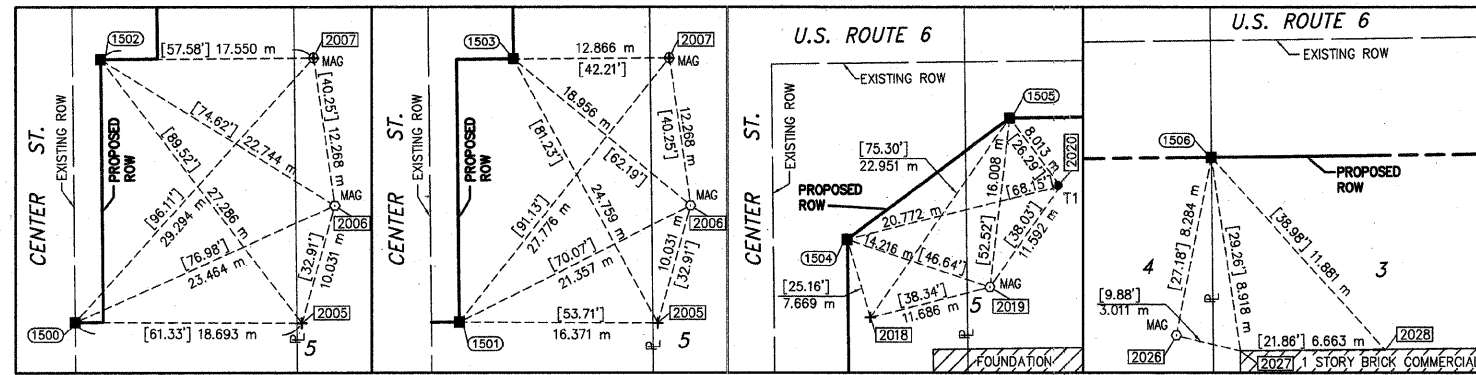 1502
[57.58'] 17.550 m
2007
MAG
[40.25'] 12.268 m
[74.62'] 22.744 m
[89.52'] 27.286 m
[96.11'] 29.294 m
CENTER ST.
EXISTING ROW
PROPOSED ROW
MAG
2006
[76.98']
23.464 m
[32.91'] 10.031 m
2005
1500
[61.33'] 18.693 m
PL
5
1503
12.866 m
[42.21']
2007
MAG
18.956 m
[62.19']
12.268 m
[40.25']
[81.23'] 24.759 m
[91.13'] 27.776 m
CENTER ST.
EXISTING ROW
PROPOSED ROW
MAG
2006
[70.07']
21.357 m
10.031 m
[32.91']
2005
1501
[53.71']
16.371 m
PL
5
U.S. ROUTE 6
EXISTING ROW
EXISTING ROW
CENTER ST.
1505
8.013 m
[26.29']
2020
T1
[75.30']
22.951 m
16.008 m
[52.52']
PROPOSED
ROW
20.772 m [68.15']
[38.03']
11.592 m
1504
14.216 m [46.64']
[25.16']
7.669 m
MAG
[38.34']
11.686 m
2019
2018
5
PL
FOUNDATION
U.S. ROUTE 6
EXISTING ROW
1506
PROPOSED
ROW
[27.18'] 8.284 m
[29.26'] 8.918 m
[38.98'] 11.881 m
4
3
PL
[9.88']
3.011 m
MAG
2026
[21.86'] 6.663 m
2028
2027
1 STORY BRICK COMMERCIAL